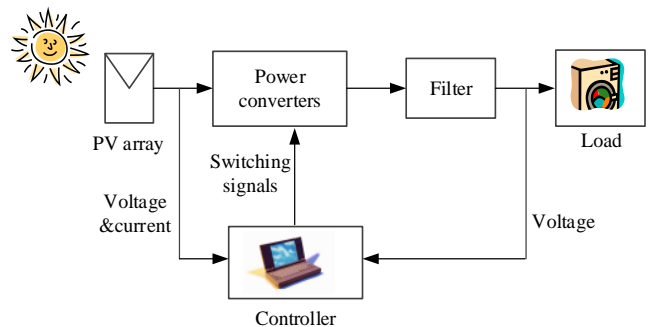 Power
converters
Filter
PV array
Load
Switching
signals
Voltage
&current
Voltage
Controller